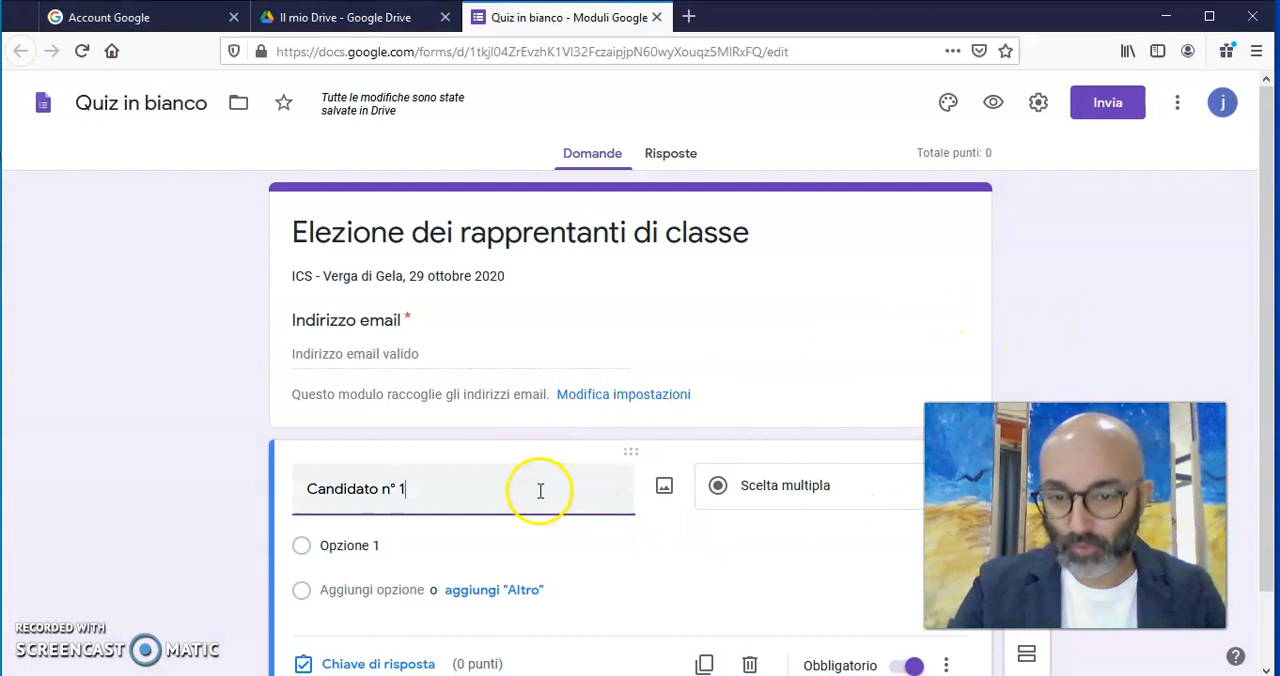 Account Google
Il mio Drive - Google Drive
Quiz in bianco - Moduli Google
https://docs.google.com/forms/d/1tkjl04ZrEvzhK1Vl32FczaipjpN60wyXouqz5MlRxFQ/edit
Quiz in bianco
Tutte le modifiche sono state
salvate in Drive
Invia
j
Domande
Risposte
Totale punti: 0
Elezione dei rapprentanti di classe
ICS - Verga di Gela, 29 ottobre 2020
Indirizzo email *
Indirizzo email valido
Questo modulo raccoglie gli indirizzi email. Modifica impostazioni
Candidato n° 1
Scelta multipla
Opzione 1
Aggiungi opzione o aggiungi "Altro"
Chiave di risposta (0 punti)
Obbligatorio
RECORDED WITH
SCREENCAST MATIC